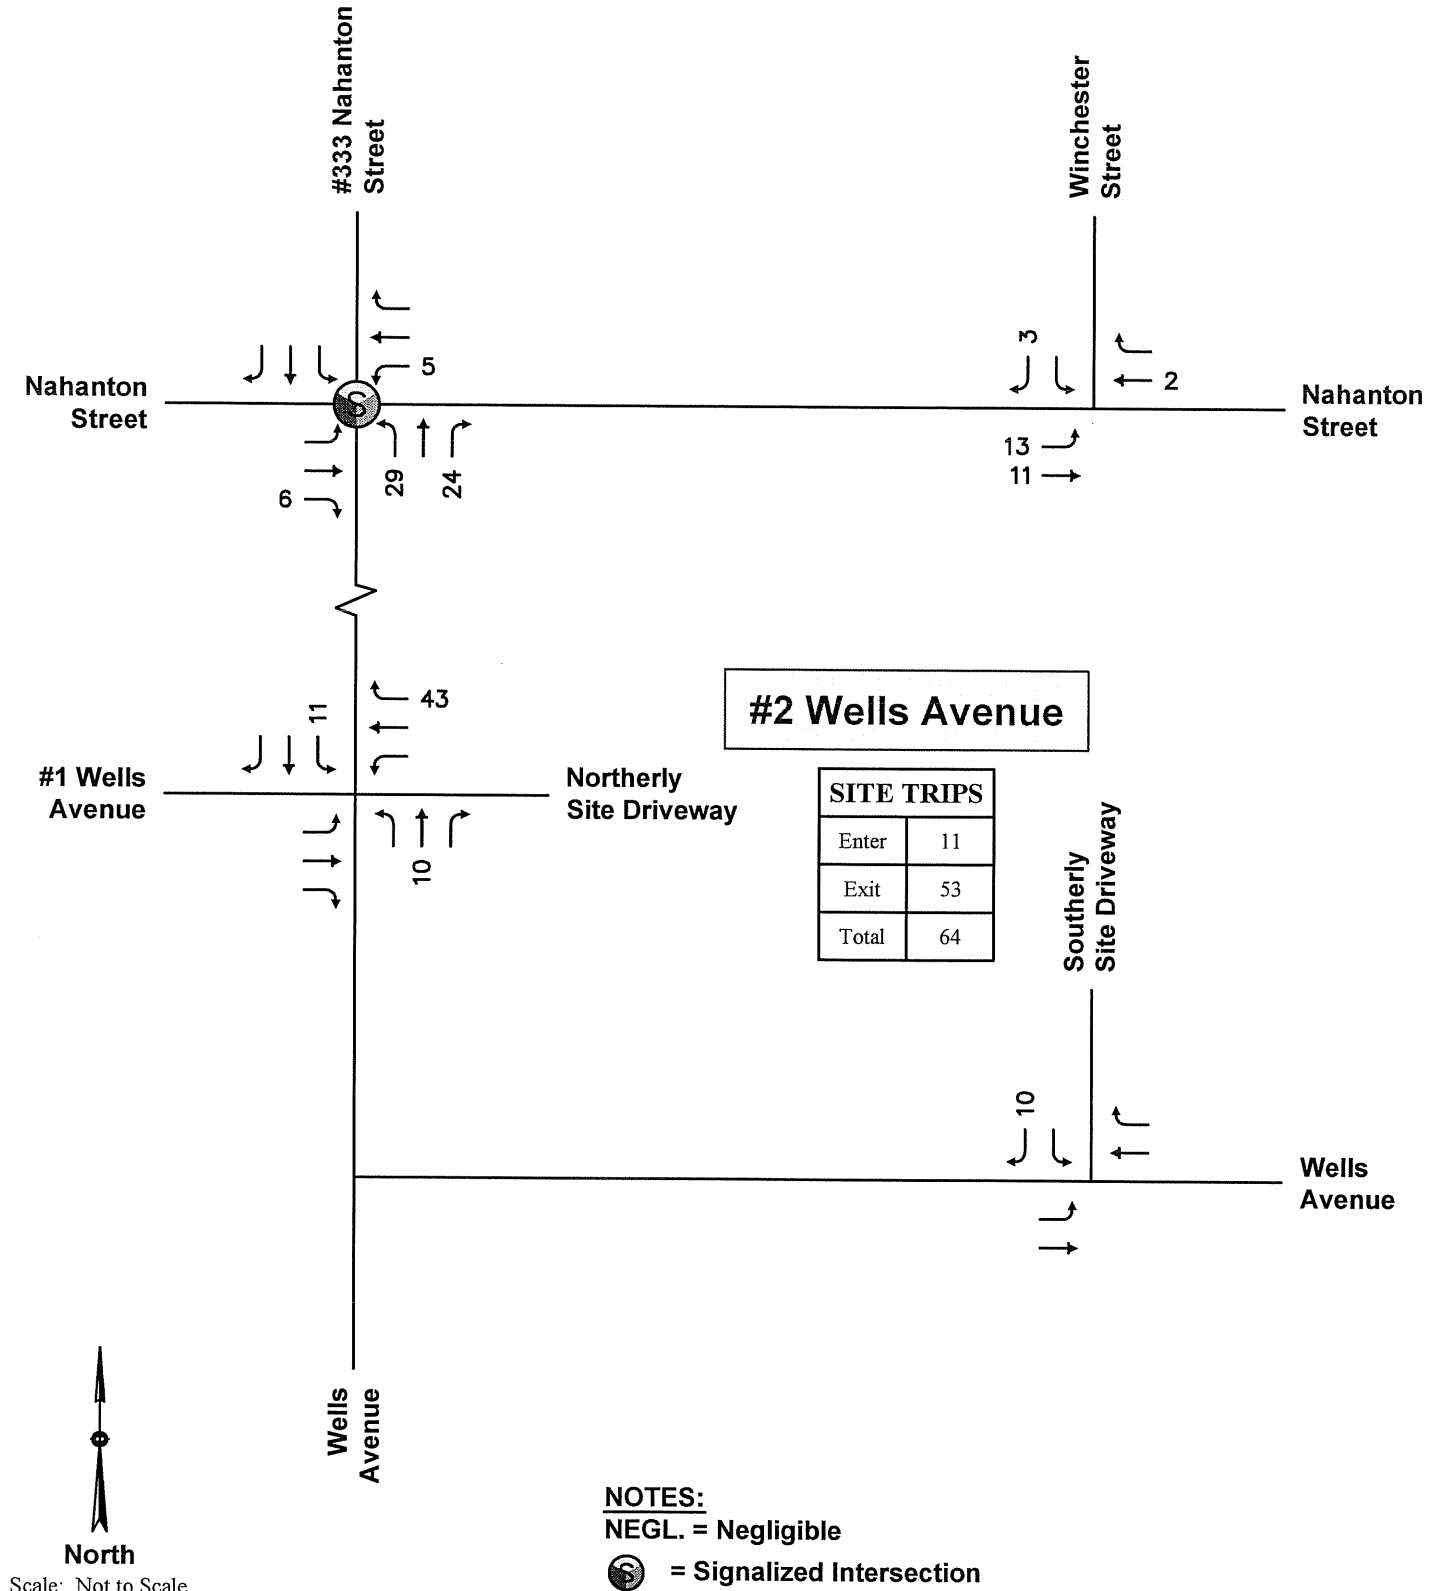 #333 Nahanton
Street
Winchester
Street
5
3
2
Nahanton
Street
S
Nahanton
Street
6
29
24
13
11
11
43
#2 Wells Avenue
#1 Wells
Avenue
Northerly
Site Driveway
10
SITE TRIPS
Enter 11
Exit 53
Total 64
Southerly
Site Driveway
10
Wells
Avenue
Wells
Avenue
North
Scale: Not to Scale
NOTES:
NEGL. = Negligible
S = Signalized Intersection